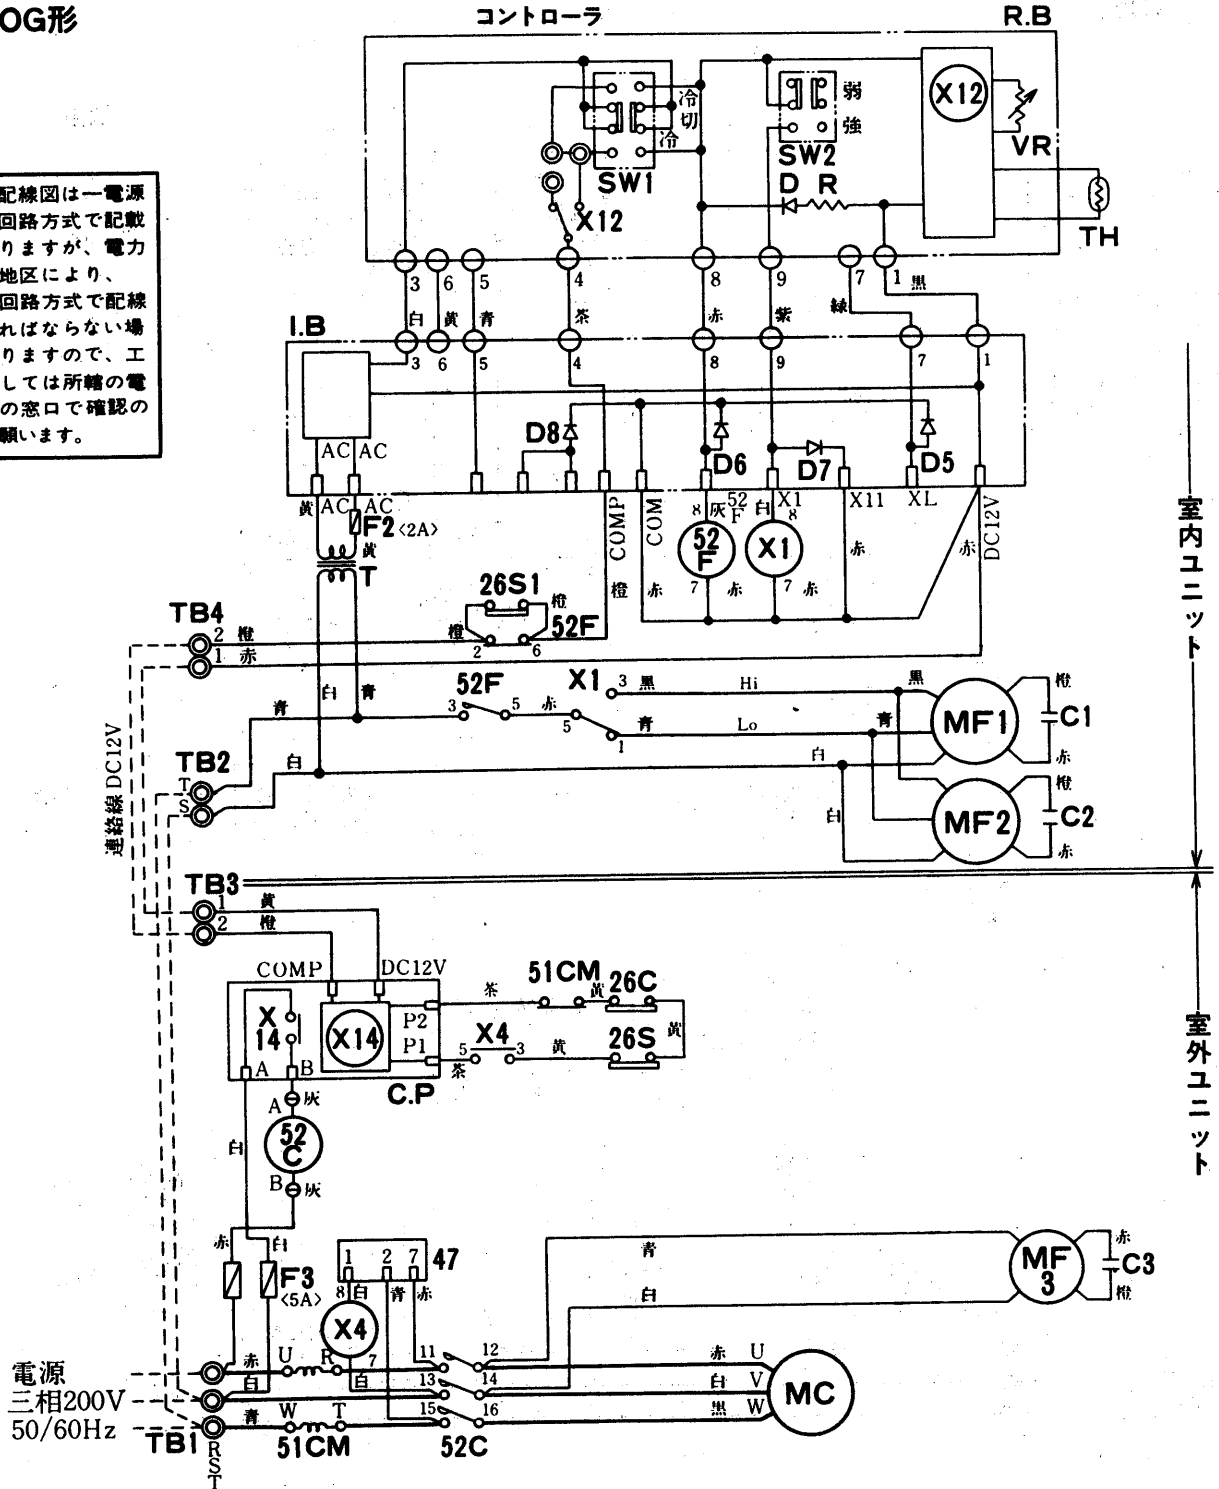 OG形
コントローラ
R.B
X12
冷
切
冷
弱
強
SW1
SW2
VR
D R
X12
TH
配線図は一電源
回路方式で記載
りますが、電力
地区により、
回路方式で配線
ればならない場
りますので、工
しては所轄の電
の窓口で確認の
願います。
3 6 5 4 8 9 7 1 黒
白 黄 青 茶 赤 紫 緑
I.B
3 6 5 4 8 9 7 1
D8 D6 D7 D5
AC AC
黄 AC AC
F2 <2A>
黄
T
COMP
COM
8 灰 52F
白 X1 8
X11
XL
DC12V
52F
X1
7 赤 7 赤
橙 赤 赤 赤
26S1
橙
52F
橙 2 6
TB4
2 橙
1 赤
白 青
52F
青 3 5 赤
X1
3 黒 Hi 黒
5 1 青 Lo 青
MF1
橙
C1
赤
TB2
T
S
白 白
白
MF2
橙
C2
赤
連絡線DC12V
室内ユニット
室外ユニット
TB3
1 黄
2 橙
COMP DC12V
X14
X14
P2
P1
A B
C.P
茶 51CM 黄 26C
黄
5 X4 3 黄 26S
茶
A 灰
52C
B 灰
白
赤 白
F3
<5A>
1 2 7 47
8 白 青 赤
X4
7
白
青
白
MF3
赤
C3
橙
電源
三相200V
50/60Hz
TB1
R
S
T
赤 U R
白
青 W T
51CM
11 12
13 14
15 16
52C
赤 U
白 V
黒 W
MC